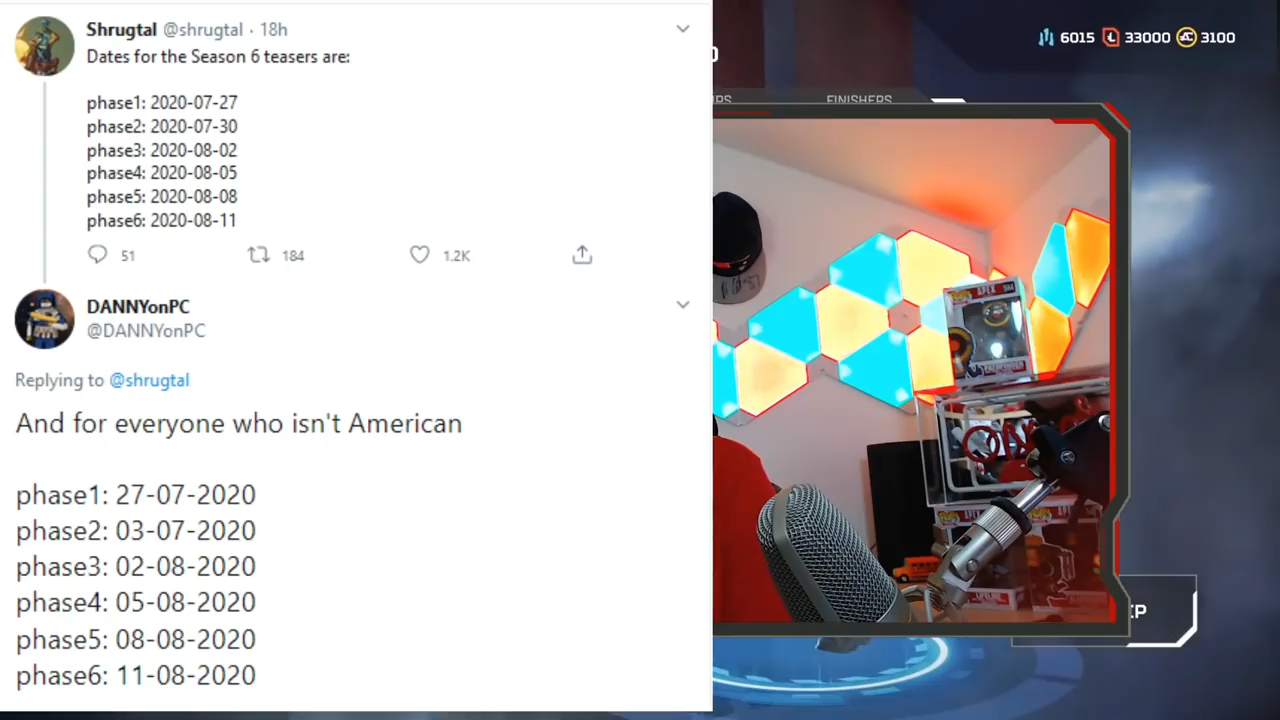 Shrugtal @shrugtal · 18h
Dates for the Season 6 teasers are:
phase1: 2020-07-27
phase2: 2020-07-30
phase3: 2020-08-02
phase4: 2020-08-05
phase5: 2020-08-08
phase6: 2020-08-11
51 184 1.2K
DANNYonPC
@DANNYonPC
Replying to @shrugtal
And for everyone who isn't American
phase1: 27-07-2020
phase2: 03-07-2020
phase3: 02-08-2020
phase4: 05-08-2020
phase5: 08-08-2020
phase6: 11-08-2020
6015 33000 3100
FINISHERS
APEX